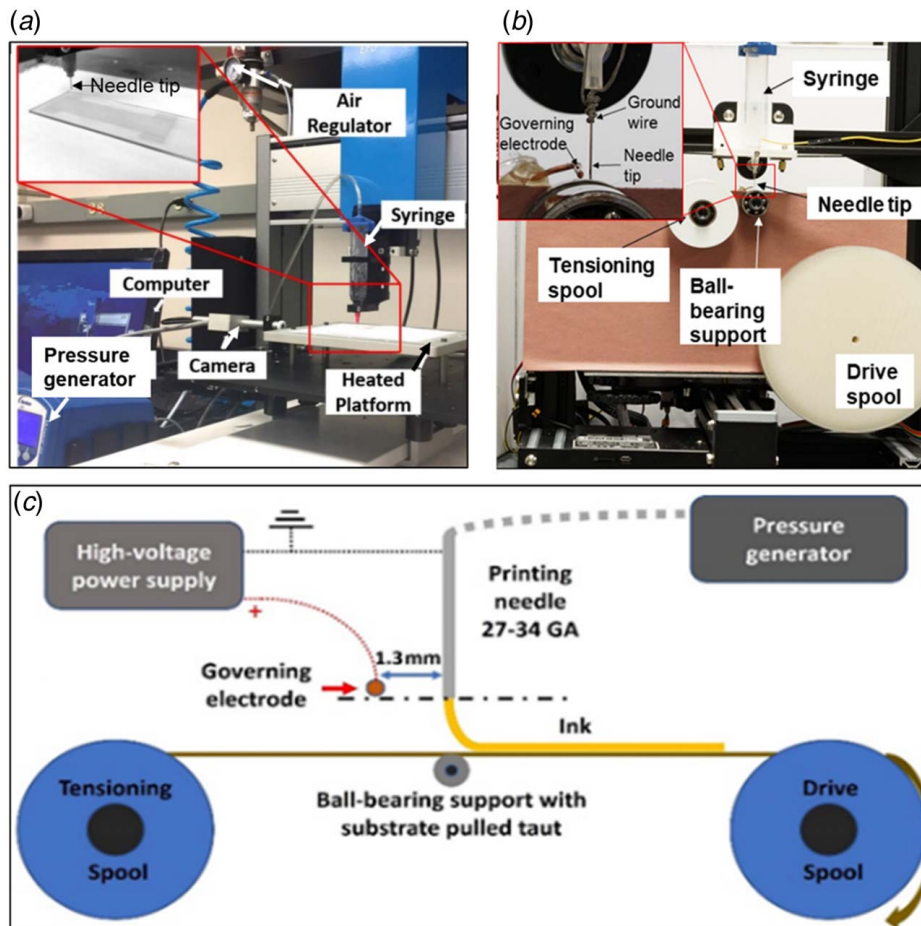 (a)
Needle tip
Air
Regulator
Syringe
Computer
Pressure
generator
Camera
Heated
Platform
(b)
Ground
wire
Governing
electrode
Needle
tip
Syringe
Needle tip
Tensioning
spool
Ball-
bearing
support
Drive
spool
(c)
High-voltage
power supply
+
Pressure
generator
Printing
needle
27-34 GA
1.3mm
Governing
electrode
Ink
Tensioning
Spool
Ball-bearing support with
substrate pulled taut
Drive
Spool